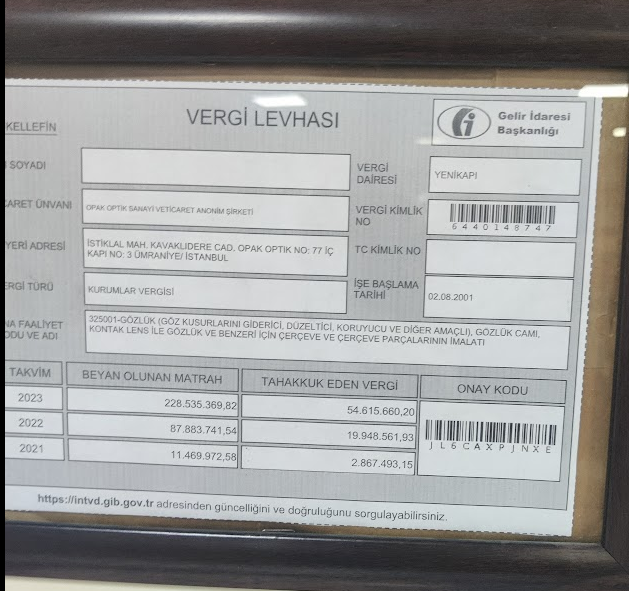 VERGİ LEVHASI
Gelir İdaresi
Başkanlığı
KELLEFİN
SOYADI
VERGİ
DAİRESİ
YENİKAPI
CARET ÜNVANI
OPAK OPTİK SANAYİ VETİCARET ANONİM ŞİRKETİ
VERGİ KİMLİK
NO
6440148747
YERİ ADRESİ
İSTİKLAL MAH. KAVAKLIDERE CAD. OPAK OPTIK NO: 77 İÇ
KAPI NO: 3 ÜMRANİYE/ İSTANBUL
TC KİMLİK NO
ERGİ TÜRÜ
KURUMLAR VERGİSİ
İŞE BAŞLAMA
TARİHİ
02.08.2001
NA FAALİYET
ODU VE ADI
325001-GÖZLÜK (GÖZ KUSURLARINI GİDERİCİ, DÜZELTİCİ, KORUYUCU VE DİĞER AMAÇLI), GÖZLÜK CAMI,
KONTAK LENS İLE GÖZLÜK VE BENZERİ İÇİN ÇERÇEVE VE ÇERÇEVE PARÇALARININ İMALATI
TAKVİM BEYAN OLUNAN MATRAH TAHAKKUK EDEN VERGİ ONAY KODU
2023 228.535.369,82 54.615.660,20
2022 87.883.741,54 19.948.561,93
JL6CAXPJNXE
2021 11.469.972,58 2.867.493,15
https://intvd.gib.gov.tr adresinden güncelliğini ve doğruluğunu sorgulayabilirsiniz.